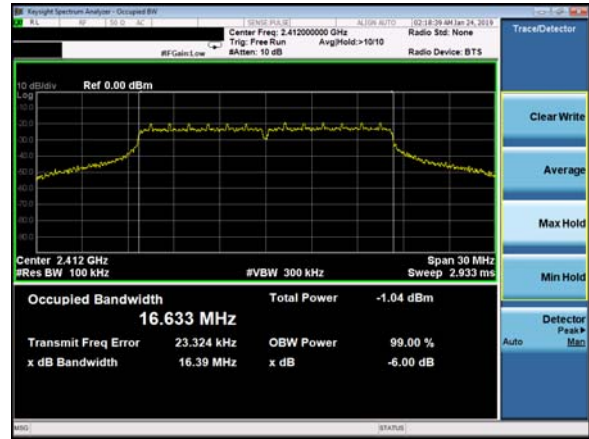 Keysight Spectrum Analyzer - Occupied BW
RL RF 50 Ω AC SENSE:PULSE ALIGN AUTO 02:18:39 AM Jan 24, 2019
Center Freq: 2.412000000 GHz Radio Std: None Trace/Detector
Trig: Free Run Avg|Hold:>10/10
#IFGain:Low #Atten: 10 dB Radio Device: BTS
10 dB/div Ref 0.00 dBm
Log
Clear Write
Average
Max Hold
Center 2.412 GHz Span 30 MHz
#Res BW 100 kHz #VBW 300 kHz Sweep 2.933 ms
Min Hold
Occupied Bandwidth Total Power -1.04 dBm
16.633 MHz
Detector
Peak▶
Auto Man
Transmit Freq Error 23.324 kHz OBW Power 99.00 %
x dB Bandwidth 16.39 MHz x dB -6.00 dB
MSG STATUS